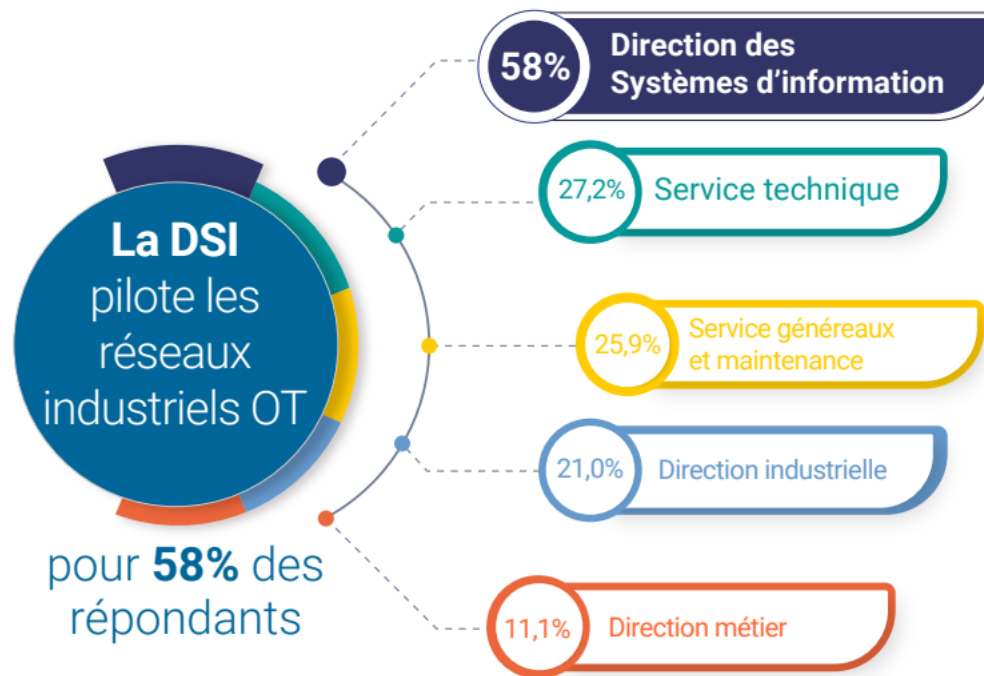 La DSI
pilote les
réseaux
industriels OT
pour 58% des
répondants
58%
Direction des
Systèmes d'information
27,2%
Service technique
25,9%
Service généreaux
et maintenance
21,0%
Direction industrielle
11,1%
Direction métier